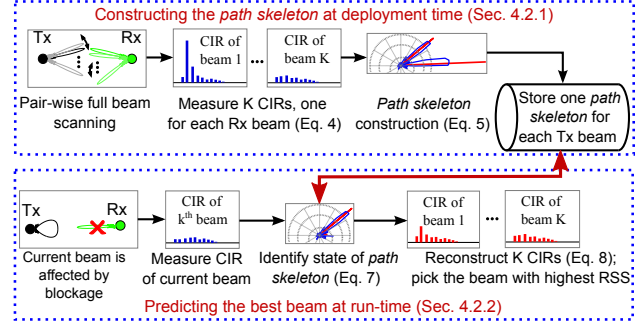 Constructing the path skeleton at deployment time (Sec. 4.2.1)
Tx
Rx
Pair-wise full beam
scanning
CIR of
beam 1
...
CIR of
beam K
Measure K CIRs, one
for each Rx beam (Eq. 4)
Path skeleton
construction (Eq. 5)
Store one path
skeleton for
each Tx beam
Tx
Rx
Current beam is
affected by
blockage
CIR of
kth beam
Measure CIR
of current beam
Identify state of path
skeleton (Eq. 7)
CIR of
beam 1
...
CIR of
beam K
Reconstruct K CIRs (Eq. 8);
pick the beam with highest RSS
Predicting the best beam at run-time (Sec. 4.2.2)